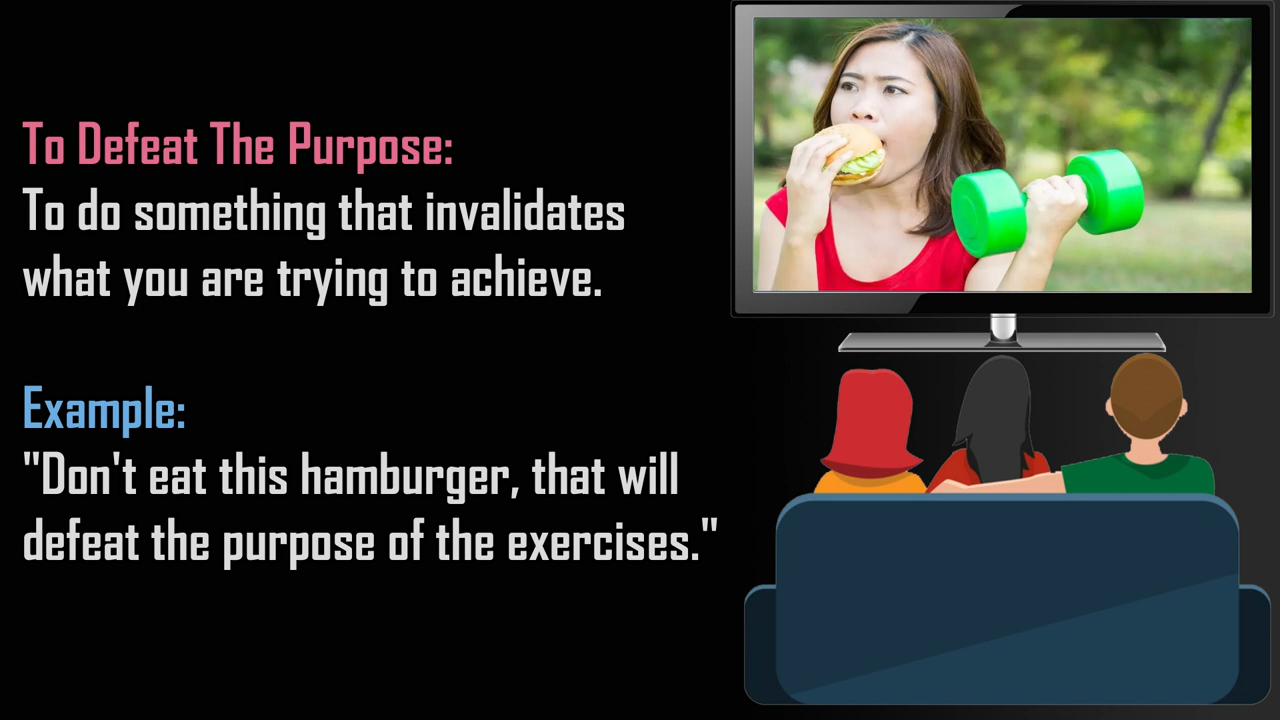 To Defeat The Purpose:
To do something that invalidates
what you are trying to achieve.
Example:
"Don't eat this hamburger, that will
defeat the purpose of the exercises."